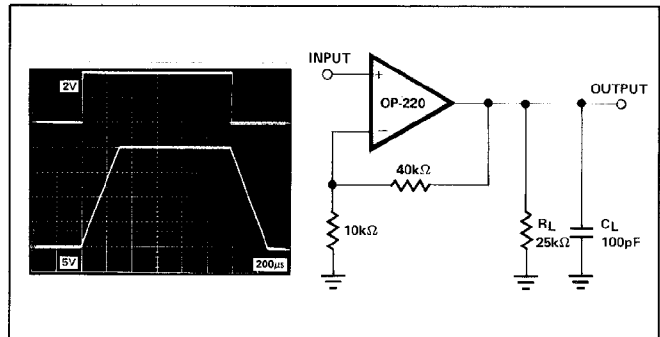 2V
5V
200μs
INPUT
+
OP-220
−
OUTPUT
40kΩ
10kΩ
RL
25kΩ
CL
100pF